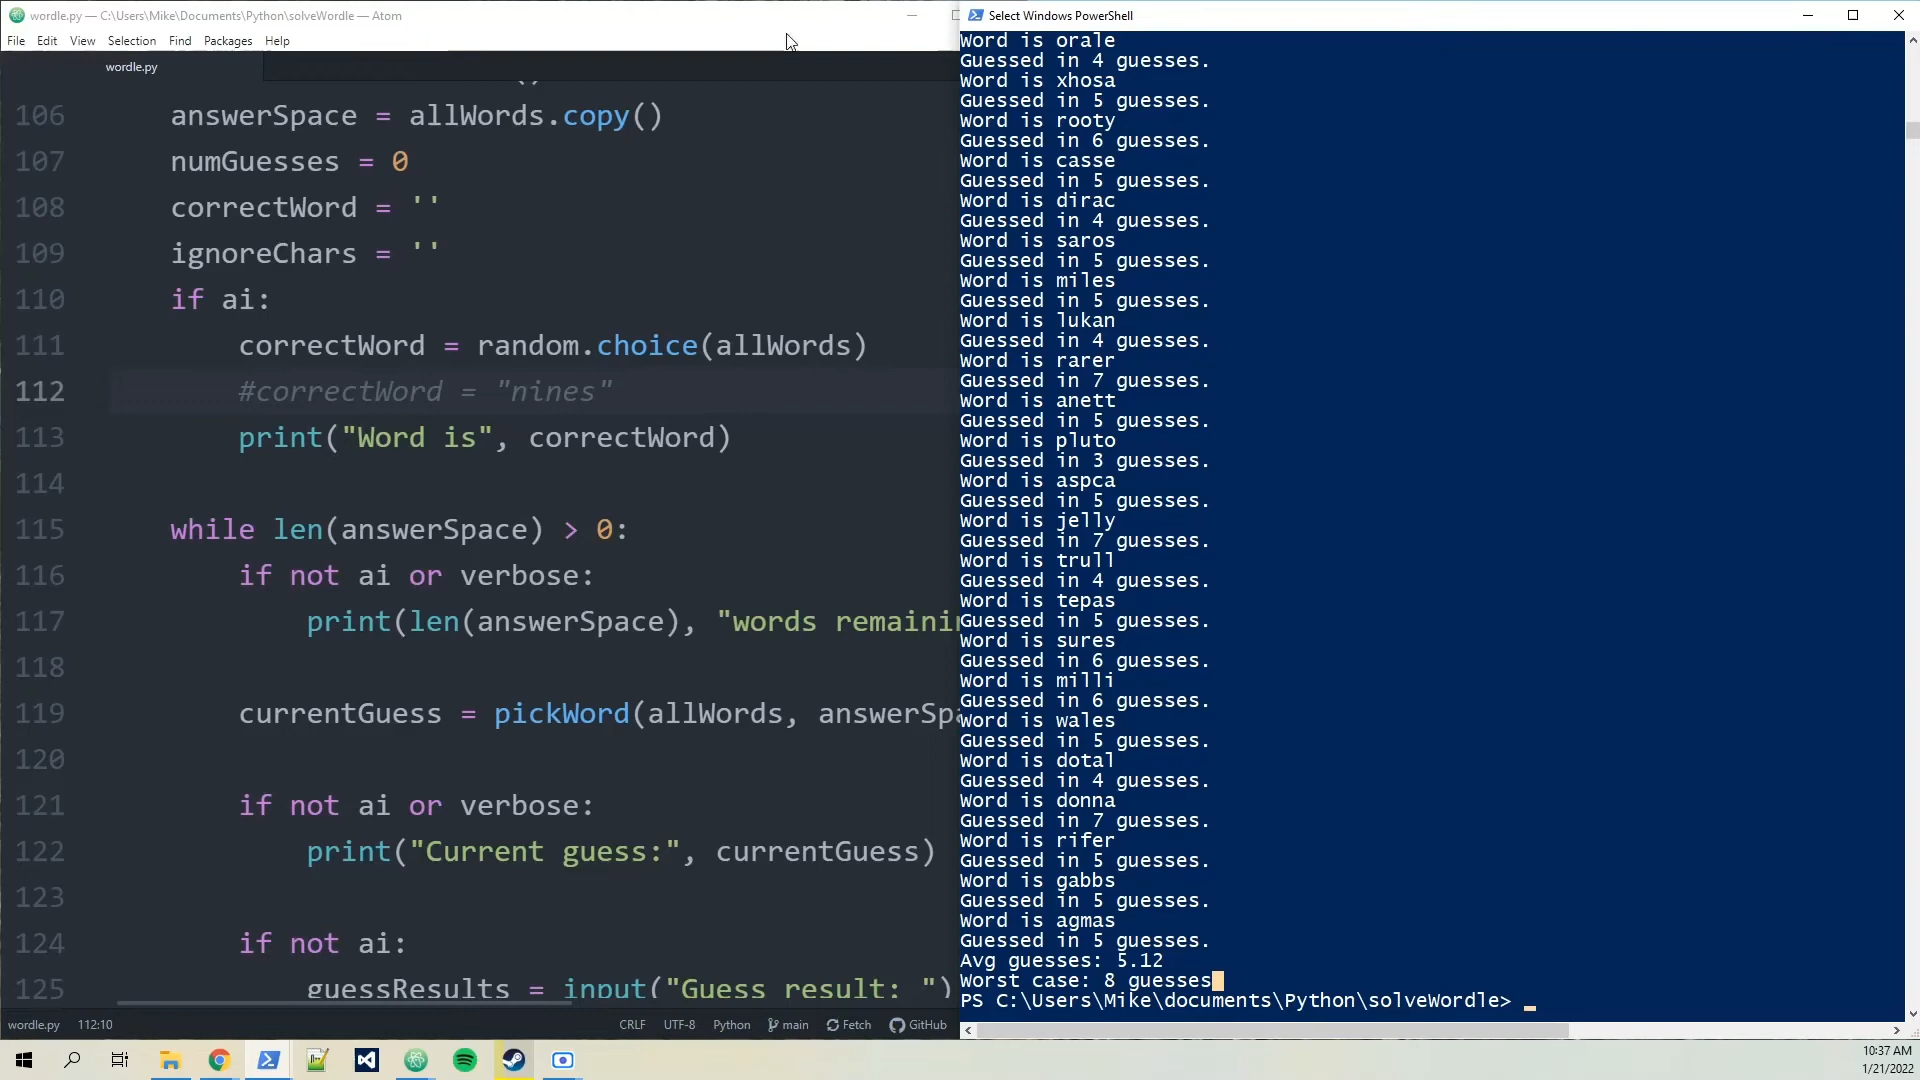 wordle.py — C:\Users\Mike\Documents\Python\solveWordle — Atom
File Edit View Selection Find Packages Help
wordle.py
106 answerSpace = allWords.copy()
107 numGuesses = 0
108 correctWord = ''
109 ignoreChars = ''
110 if ai:
111 correctWord = random.choice(allWords)
112 #correctWord = "nines"
113 print("Word is", correctWord)
114
115 while len(answerSpace) > 0:
116 if not ai or verbose:
117 print(len(answerSpace), "words remainin
118
119 currentGuess = pickWord(allWords, answerSpa
120
121 if not ai or verbose:
122 print("Current guess:", currentGuess)
123
124 if not ai:
125 guessResults = input("Guess result: ")
wordle.py 112:10 CRLF UTF-8 Python main Fetch GitHub
Select Windows PowerShell
Word is orale
Guessed in 4 guesses.
Word is xhosa
Guessed in 5 guesses.
Word is rooty
Guessed in 6 guesses.
Word is casse
Guessed in 5 guesses.
Word is dirac
Guessed in 4 guesses.
Word is saros
Guessed in 5 guesses.
Word is miles
Guessed in 5 guesses.
Word is lukan
Guessed in 4 guesses.
Word is rarer
Guessed in 7 guesses.
Word is anett
Guessed in 5 guesses.
Word is pluto
Guessed in 3 guesses.
Word is aspca
Guessed in 5 guesses.
Word is jelly
Guessed in 7 guesses.
Word is trull
Guessed in 4 guesses.
Word is tepas
Guessed in 5 guesses.
Word is sures
Guessed in 6 guesses.
Word is milli
Guessed in 6 guesses.
Word is wales
Guessed in 5 guesses.
Word is dotal
Guessed in 4 guesses.
Word is donna
Guessed in 7 guesses.
Word is rifer
Guessed in 5 guesses.
Word is gabbs
Guessed in 5 guesses.
Word is agmas
Guessed in 5 guesses.
Avg guesses: 5.12
Worst case: 8 guesses
PS C:\Users\Mike\documents\Python\solveWordle>
10:37 AM
1/21/2022